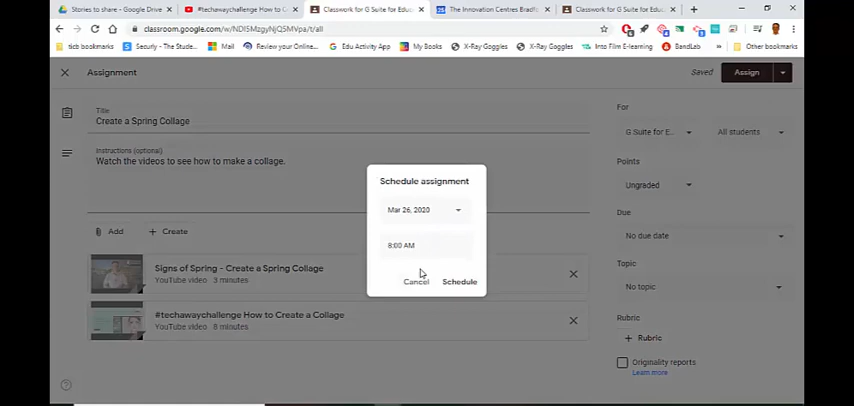 Stories to share - Google Drive
#techawaychallenge How to C
Classwork for G Suite for Educ
The Innovation Centres Bradf
Classwork for G Suite for Educ
classroom.google.com/w/NDI5MzgyNjQ5MVpa/t/all
ticb bookmarks
Securly - The Stude...
Mail
Review your Online...
Edu Activity App
My Books
X-Ray Goggles
X-Ray Goggles
Into Film E-learning
BandLab
Other bookmarks
Assignment
Saved
Assign
Title
Create a Spring Collage
Instructions (optional)
Watch the videos to see how to make a collage.
Add
Create
Signs of Spring - Create a Spring Collage
YouTube video 3 minutes
#techawaychallenge How to Create a Collage
YouTube video 8 minutes
Schedule assignment
Mar 26, 2020
8:00 AM
Cancel
Schedule
For
G Suite for E...
All students
Points
Ungraded
Due
No due date
Topic
No topic
Rubric
Rubric
Originality reports
Learn more